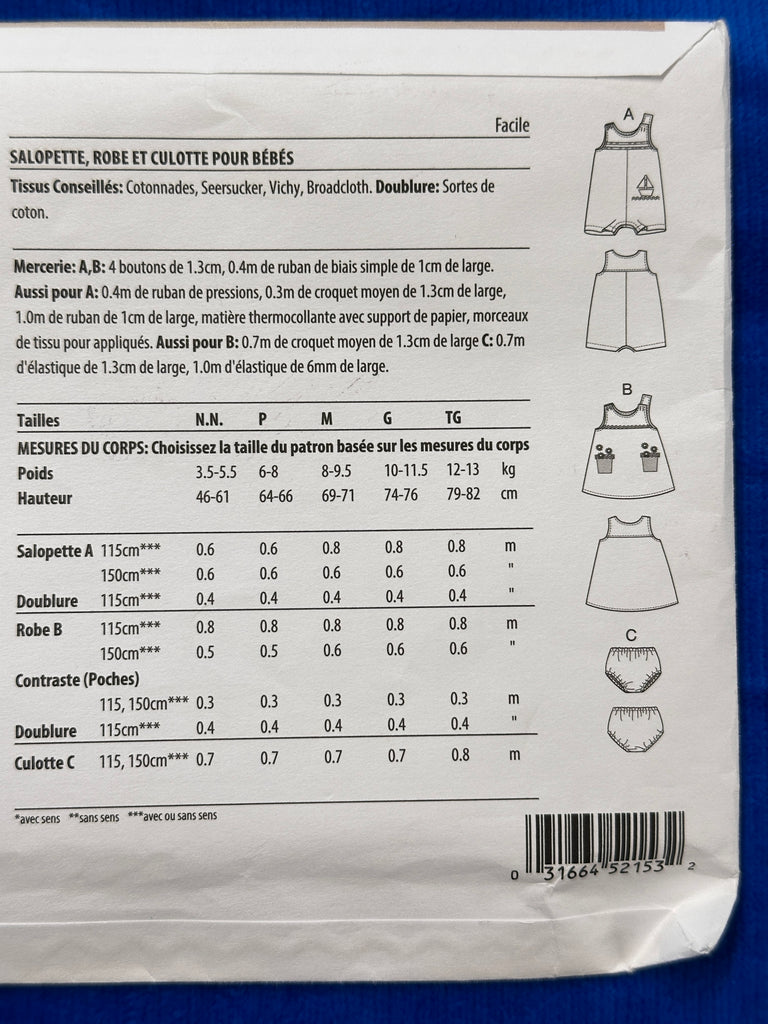 Facile
SALOPETTE, ROBE ET CULOTTE POUR BÉBÉS
Tissus Conseillés: Cotonnades, Seersucker, Vichy, Broadcloth. Doublure: Sortes de
coton.
Mercerie: A,B: 4 boutons de 1.3cm, 0.4m de ruban de biais simple de 1cm de large.
Aussi pour A: 0.4m de ruban de pressions, 0.3m de croquet moyen de 1.3cm de large,
1.0m de ruban de 1cm de large, matière thermocollante avec support de papier, morceaux
de tissu pour appliqués. Aussi pour B: 0.7m de croquet moyen de 1.3cm de large C: 0.7m
d'élastique de 1.3cm de large, 1.0m d'élastique de 6mm de large.
Tailles N.N. P M G TG
MESURES DU CORPS: Choisissez la taille du patron basée sur les mesures du corps
Poids 3.5-5.5 6-8 8-9.5 10-11.5 12-13 kg
Hauteur 46-61 64-66 69-71 74-76 79-82 cm
Salopette A 115cm*** 0.6 0.6 0.8 0.8 0.8 m
150cm*** 0.6 0.6 0.6 0.6 0.6 "
Doublure 115cm*** 0.4 0.4 0.4 0.4 0.4 "
Robe B 115cm*** 0.8 0.8 0.8 0.8 0.8 m
150cm*** 0.5 0.5 0.6 0.6 0.6 "
Contraste (Poches)
115, 150cm*** 0.3 0.3 0.3 0.3 0.3 m
Doublure 115cm*** 0.4 0.4 0.4 0.4 0.4 "
Culotte C 115, 150cm*** 0.7 0.7 0.7 0.7 0.8 m
*avec sens **sans sens ***avec ou sans sens
A
B
C
0 31664 52153 2